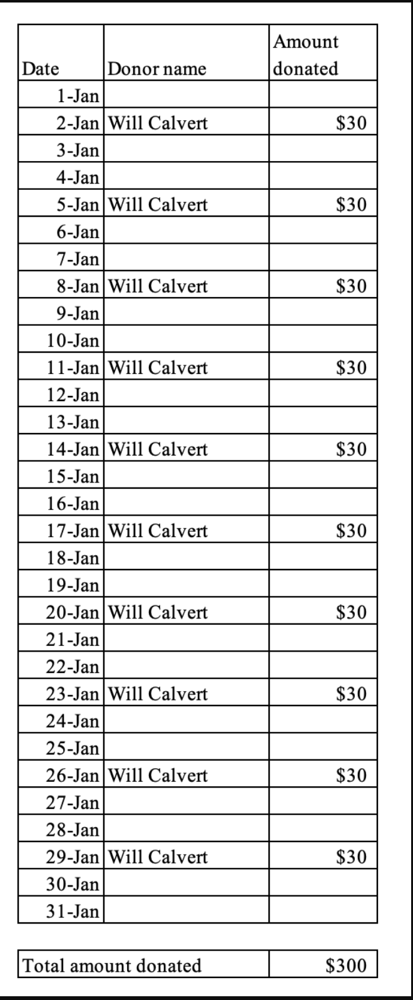 Date Donor name Amount donated
1-Jan
2-Jan Will Calvert $30
3-Jan
4-Jan
5-Jan Will Calvert $30
6-Jan
7-Jan
8-Jan Will Calvert $30
9-Jan
10-Jan
11-Jan Will Calvert $30
12-Jan
13-Jan
14-Jan Will Calvert $30
15-Jan
16-Jan
17-Jan Will Calvert $30
18-Jan
19-Jan
20-Jan Will Calvert $30
21-Jan
22-Jan
23-Jan Will Calvert $30
24-Jan
25-Jan
26-Jan Will Calvert $30
27-Jan
28-Jan
29-Jan Will Calvert $30
30-Jan
31-Jan
Total amount donated $300